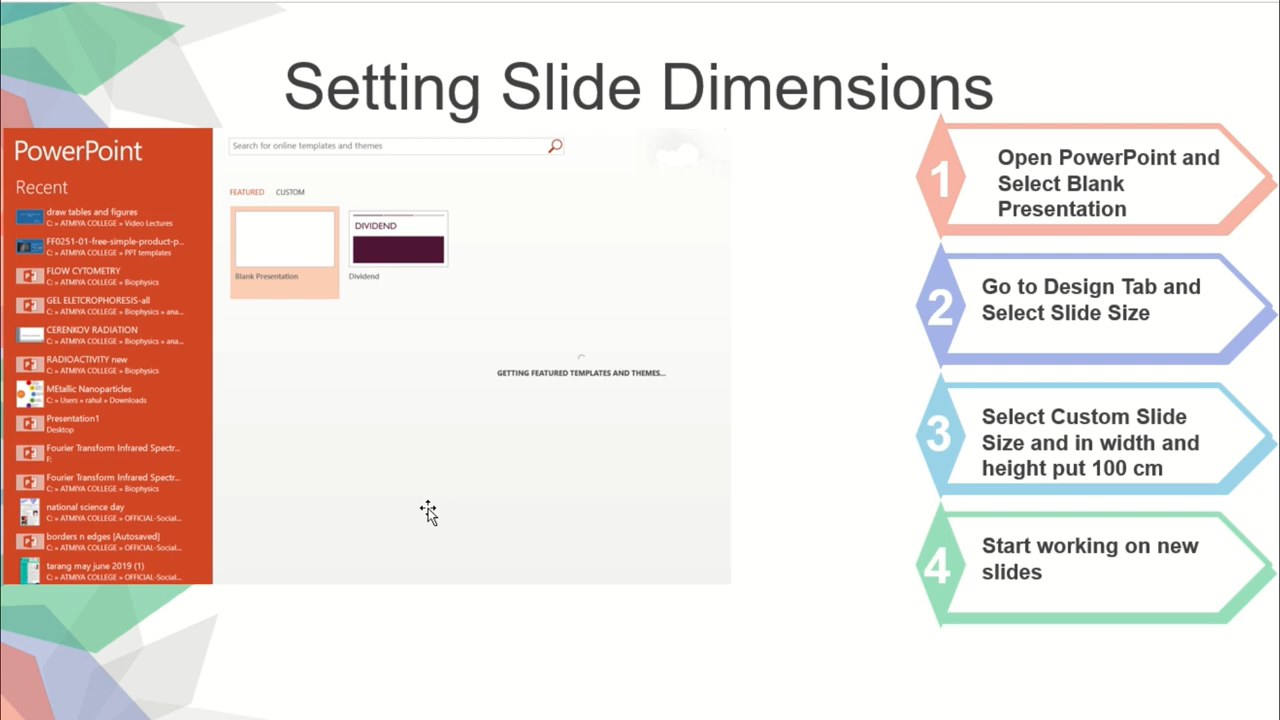 Setting Slide Dimensions
PowerPoint
Recent
draw tables and figures
C: » ATMIYA COLLEGE » Video Lectures
FF0251-01-free-simple-product-p...
C: » ATMIYA COLLEGE » PPT templates
FLOW CYTOMETRY
C: » ATMIYA COLLEGE » Biophysics
GEL ELETCROPHORESIS-all
C: » ATMIYA COLLEGE » Biophysics » ana...
CERENKOV RADIATION
C: » ATMIYA COLLEGE » Biophysics » ana...
RADIOACTIVITY new
C: » ATMIYA COLLEGE » Biophysics
MEtallic Nanoparticles
C: » Users » rahul » Downloads
Presentation1
Desktop
Fourier Transform Infrared Spectr...
F:
Fourier Transform Infrared Spectr...
C: » ATMIYA COLLEGE » Biophysics
national science day
C: » ATMIYA COLLEGE » OFFICIAL-Social...
borders n edges [Autosaved]
C: » ATMIYA COLLEGE » OFFICIAL-Social...
tarang may june 2019 (1)
C: » ATMIYA COLLEGE » OFFICIAL-Social...
Search for online templates and themes
FEATURED CUSTOM
DIVIDEND
Blank Presentation Dividend
GETTING FEATURED TEMPLATES AND THEMES...
1
Open PowerPoint and
Select Blank
Presentation
2
Go to Design Tab and
Select Slide Size
3
Select Custom Slide
Size and in width and
height put 100 cm
4
Start working on new
slides